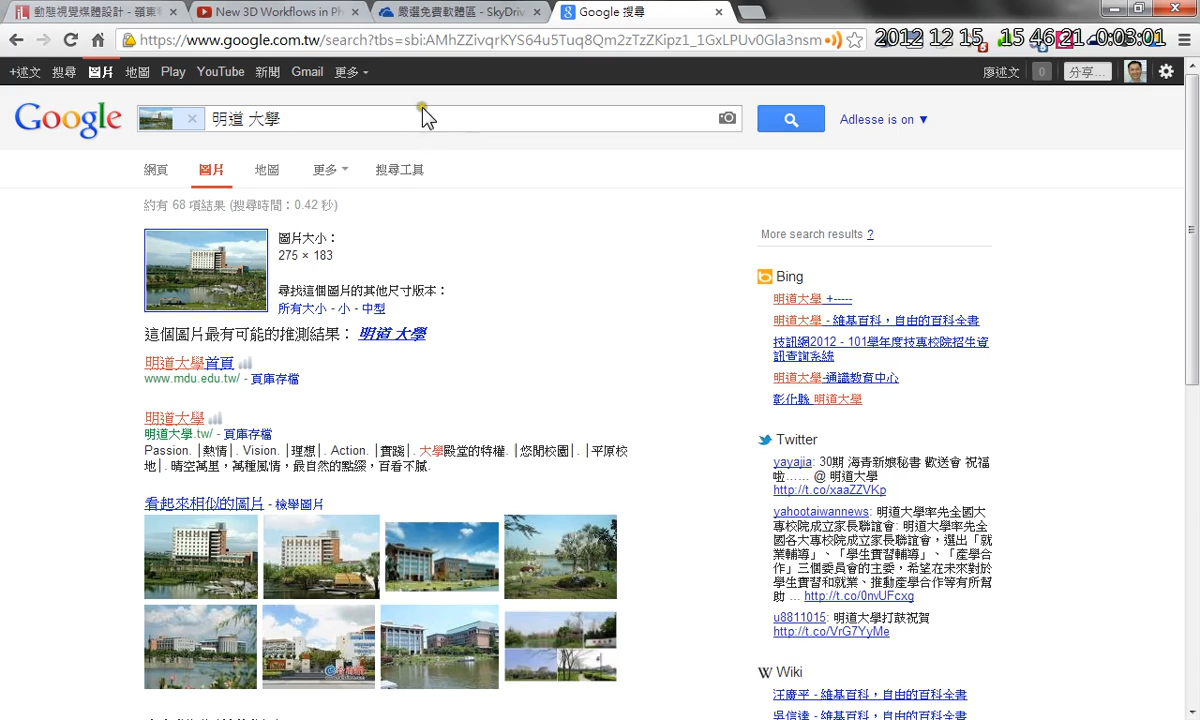 動態視覺媒體設計 - 嶺東
New 3D Workflows in Ph
嚴選免費軟體區 - SkyDriv
Google 搜尋
https://www.google.com.tw/search?tbs=sbi:AMhZZivqrKYS64u5Tuq8Qm2zTzZKipz1_1GxLPUv0Gla3nsm
2012 12 15 15 46 21 0:03:01
+述文 搜尋 圖片 地圖 Play YouTube 新聞 Gmail 更多
廖述文 0 分享...
Google
明道 大學
Adlesse is on ▼
網頁 圖片 地圖 更多 搜尋工具
約有 68 項結果 (搜尋時間：0.42 秒)
圖片大小：
275 × 183
尋找這個圖片的其他尺寸版本：
所有大小 - 小 - 中型
這個圖片最有可能的推測結果： 明道 大學
明道大學首頁
www.mdu.edu.tw/ - 頁庫存檔
明道大學
明道大學.tw/ - 頁庫存檔
Passion. |熱情|. Vision. |理想|. Action. |實踐|. 大學殿堂的特權. |悠閒校園|. |平原校
地|. 晴空萬里，萬種風情，最自然的點綴，百看不膩.
看起來相似的圖片 - 檢舉圖片
More search results ?
Bing
明道大學 +-----
明道大學 - 維基百科，自由的百科全書
技訊網2012 - 101學年度技專校院招生資
訊查詢系統
明道大學-通識教育中心
彰化縣 明道大學
Twitter
yayajia: 30期 海青新娘秘書 歡送會 祝福
啦…… @ 明道大學
http://t.co/xaaZZVKp
yahootaiwannews: 明道大學率先全國大
專校院成立家長聯誼會: 明道大學率先全
國各大專校院成立家長聯誼會，選出「就
業輔導」、「學生實習輔導」、「產學合
作」三個委員會的主委，希望在未來對於
學生實習和就業、推動產學合作等有所幫
助 ... http://t.co/0nvUFcxg
u8811015: 明道大學打鼓祝賀
http://t.co/VrG7YyMe
W Wiki
汪廣平 - 維基百科，自由的百科全書
吳信達 - 維基百科，自由的百科全書